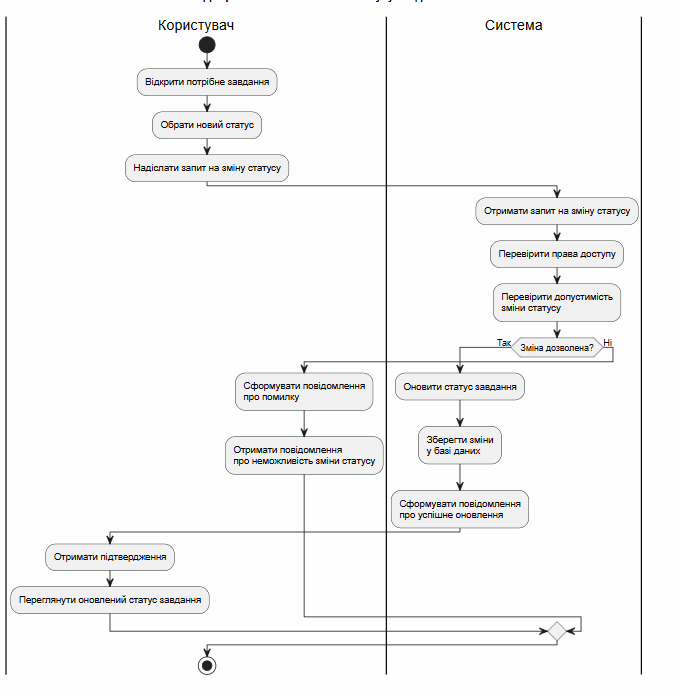 Користувач
Система
Відкрити потрібне завдання
Обрати новий статус
Надіслати запит на зміну статусу
Отримати запит на зміну статусу
Перевірити права доступу
Перевірити допустимість
зміни статусу
Так
Зміна дозволена?
Ні
Сформувати повідомлення
про помилку
Оновити статус завдання
Отримати повідомлення
про неможливість зміни статусу
Зберегти зміни
у базі даних
Сформувати повідомлення
про успішне оновлення
Отримати підтвердження
Переглянути оновлений статус завдання